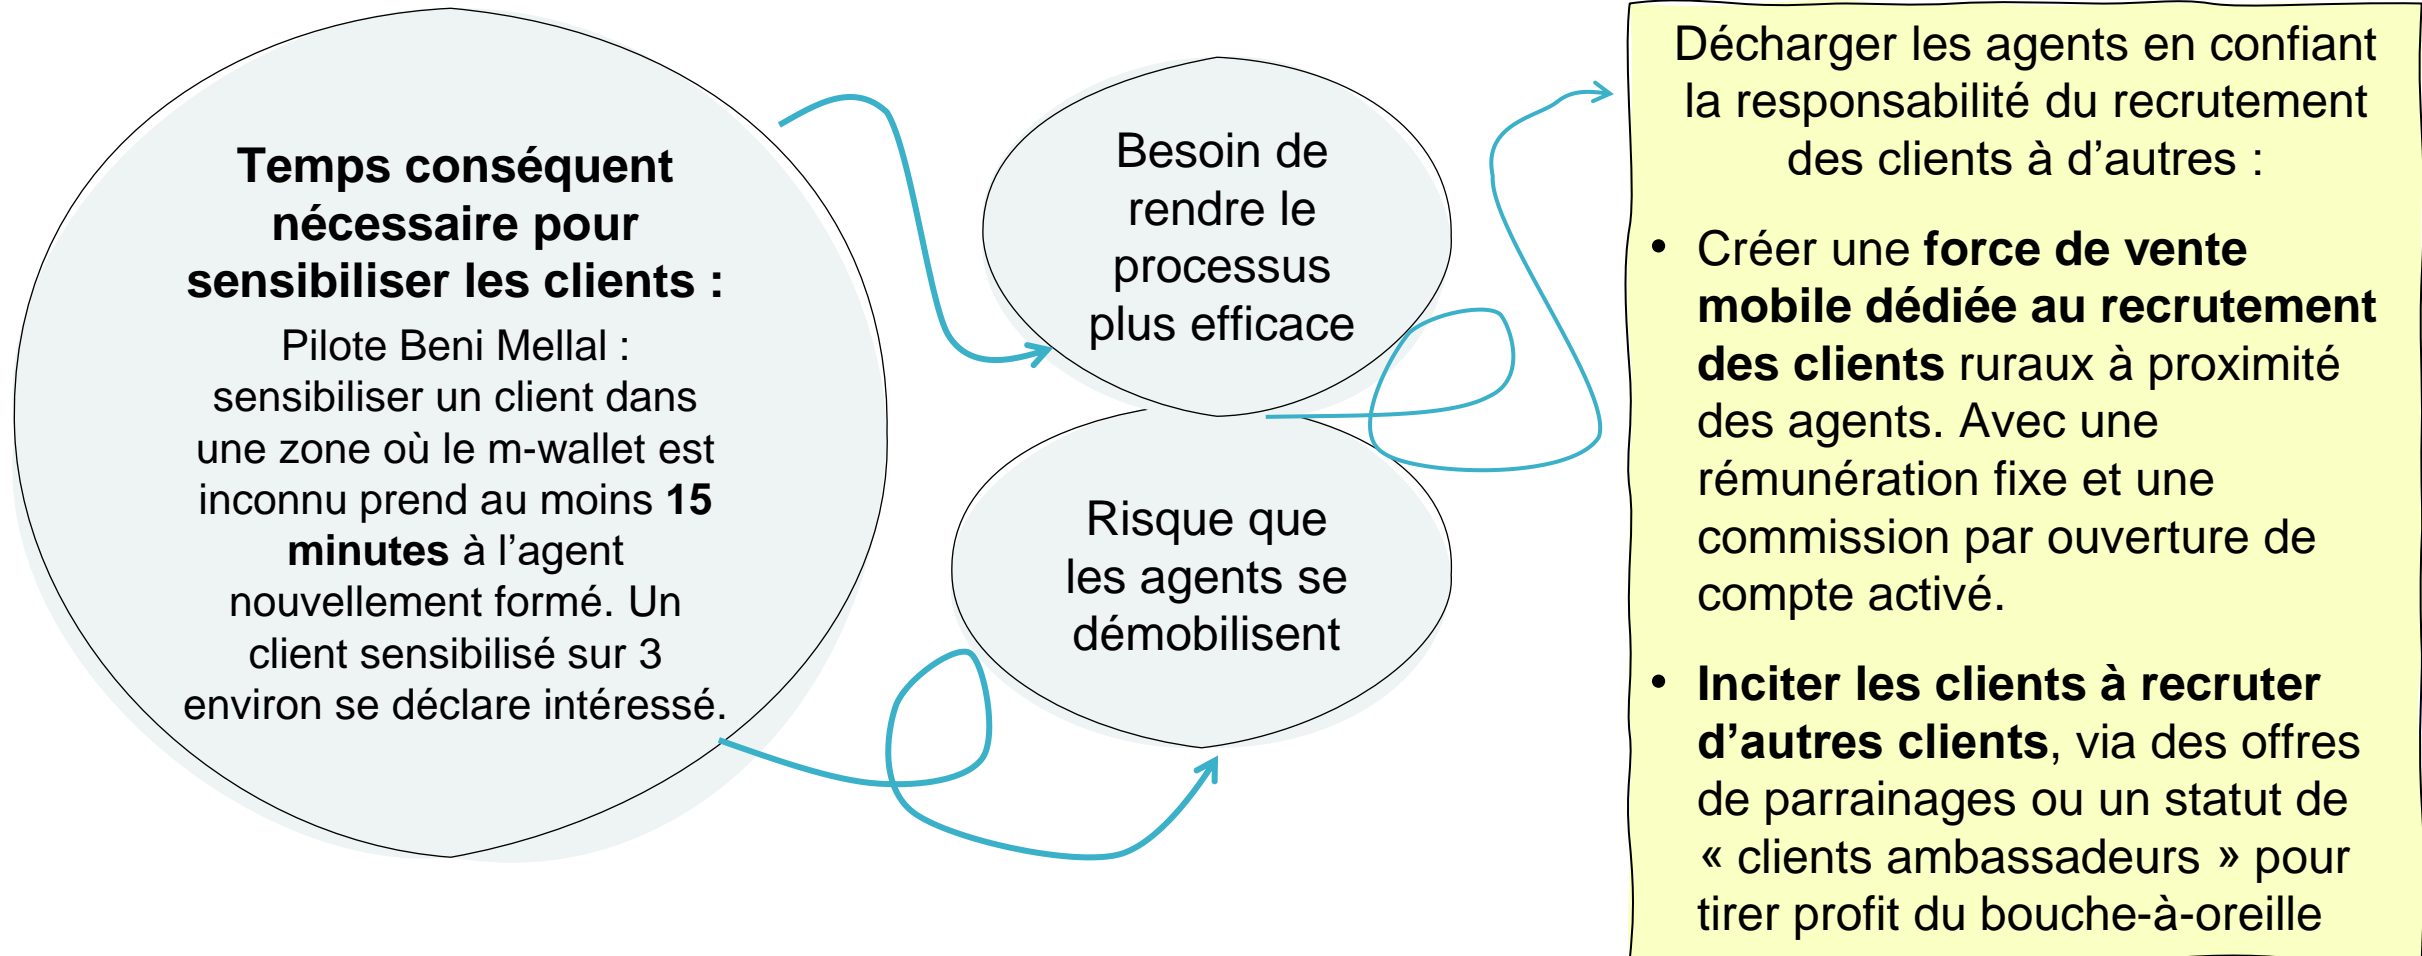 Temps conséquent
nécessaire pour
sensibiliser les clients :
Pilote Beni Mellal :
sensibiliser un client dans
une zone où le m-wallet est
inconnu prend au moins 15
minutes à l’agent
nouvellement formé. Un
client sensibilisé sur 3
environ se déclare intéressé.
Besoin de
rendre le
processus
plus efficace
Risque que
les agents se
démobilisent
Décharger les agents en confiant
la responsabilité du recrutement
des clients à d’autres :
• Créer une force de vente
mobile dédiée au recrutement
des clients ruraux à proximité
des agents. Avec une
rémunération fixe et une
commission par ouverture de
compte activé.
• Inciter les clients à recruter
d’autres clients, via des offres
de parrainages ou un statut de
« clients ambassadeurs » pour
tirer profit du bouche-à-oreille